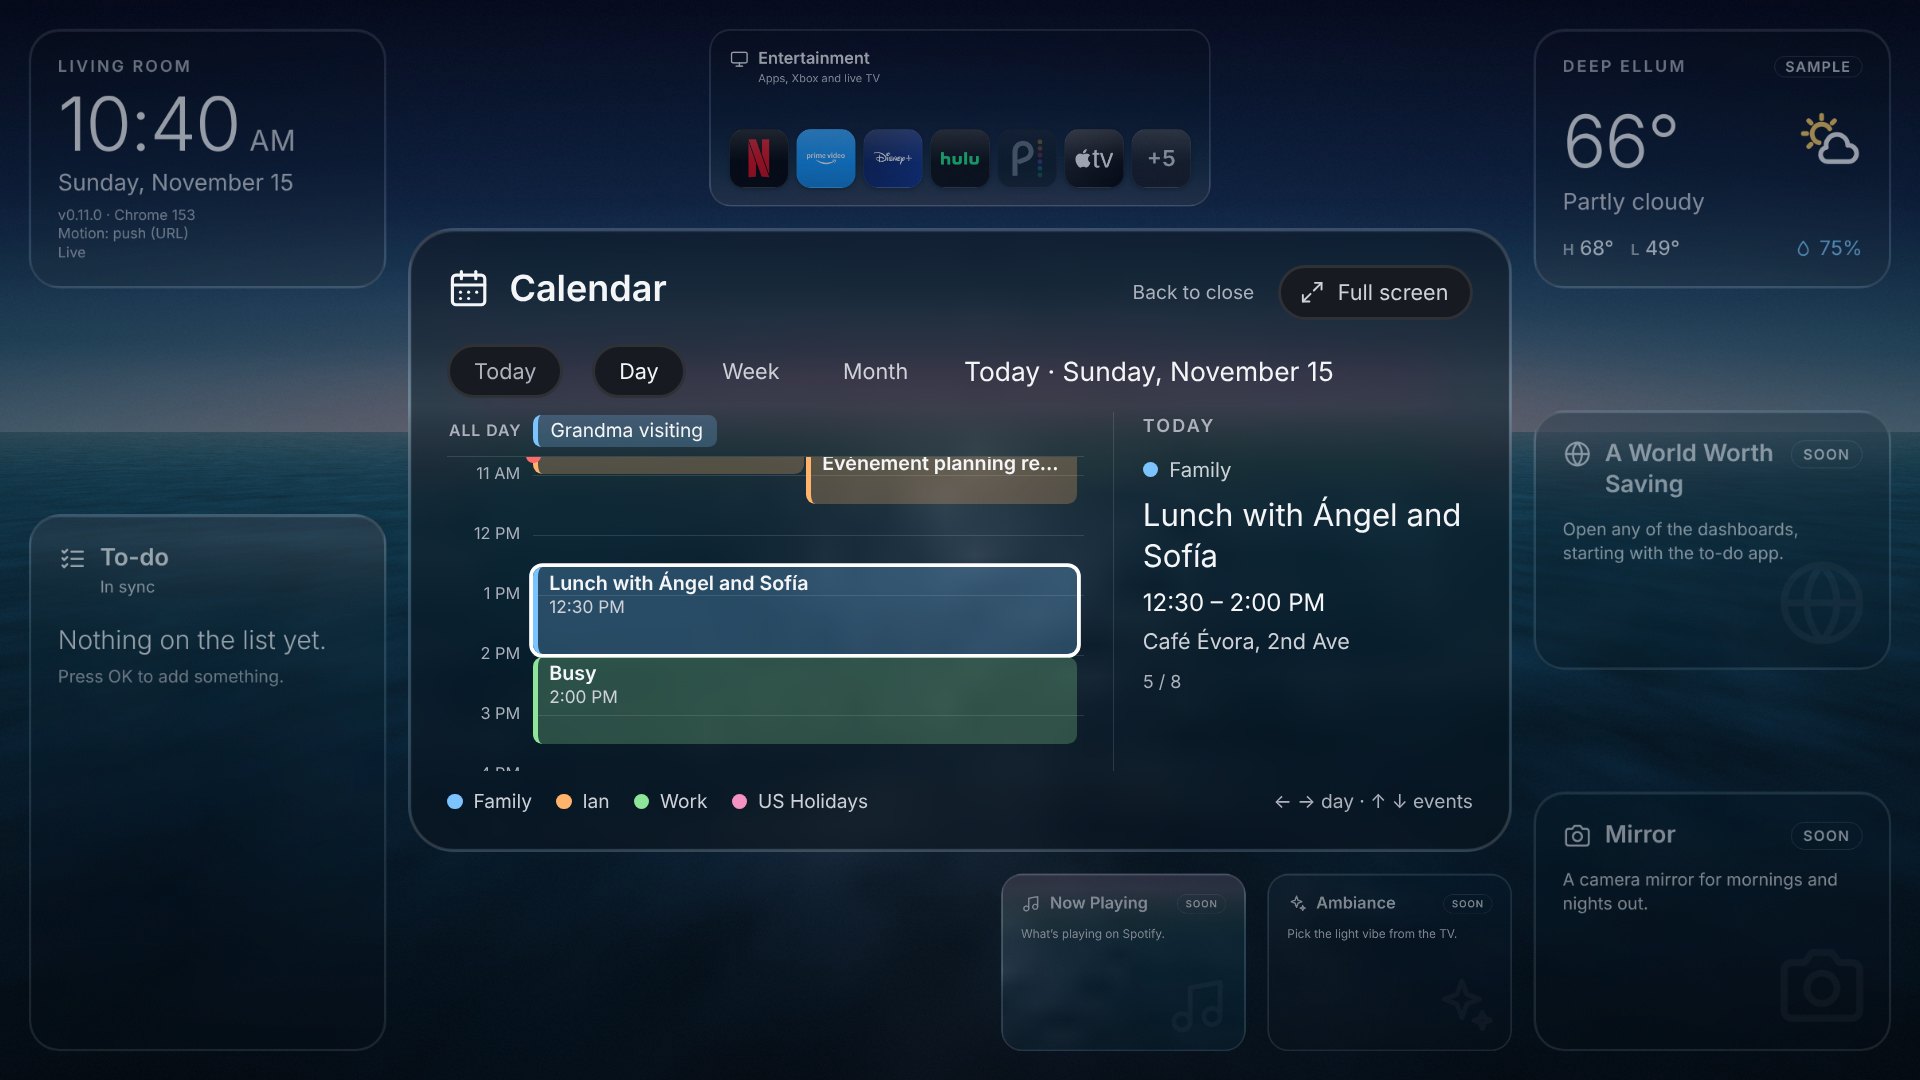 LIVING ROOM
10:40 AM
Sunday, November 15
v0.11.0 · Chrome 153
Motion: push (URL)
Live
Entertainment
Apps, Xbox and live TV
N
prime video
Disney+
hulu
P
tv
+5
DEEP ELLUM
SAMPLE
66°
Partly cloudy
H 68° L 49°
75%
Calendar
Back to close
Full screen
Today
Day
Week
Month
Today · Sunday, November 15
ALL DAY
Grandma visiting
11 AM
Evénement planning re...
12 PM
1 PM
Lunch with Ángel and Sofía
12:30 PM
2 PM
Busy
2:00 PM
3 PM
4 PM
TODAY
Family
Lunch with Ángel and
Sofía
12:30 – 2:00 PM
Café Évora, 2nd Ave
5 / 8
Family
Ian
Work
US Holidays
← → day · ↑ ↓ events
To-do
In sync
Nothing on the list yet.
Press OK to add something.
A World Worth
Saving
SOON
Open any of the dashboards,
starting with the to-do app.
Mirror
SOON
A camera mirror for mornings and
nights out.
Now Playing
SOON
What's playing on Spotify.
Ambiance
SOON
Pick the light vibe from the TV.